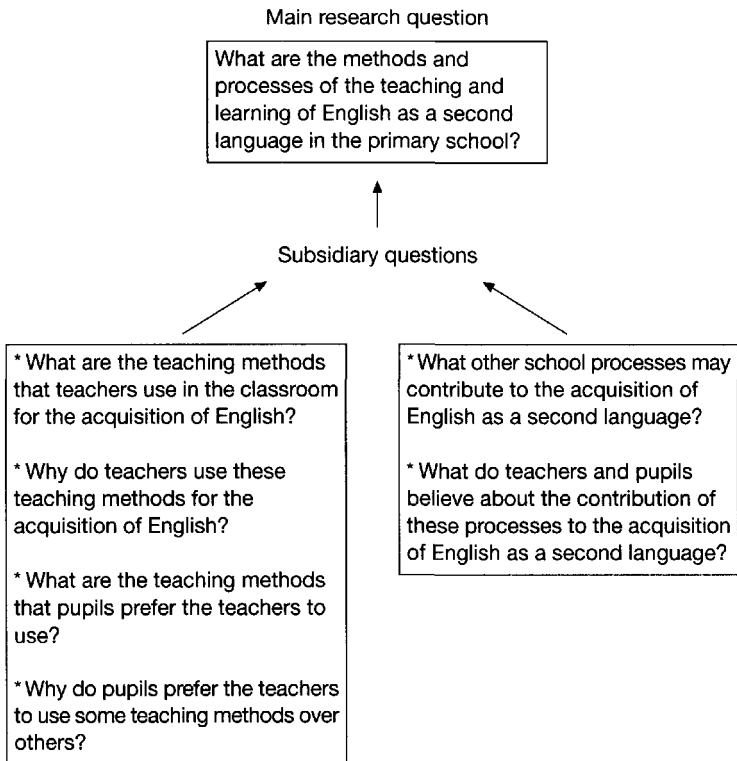 Main research question
What are the methods and
processes of the teaching and
learning of English as a second
language in the primary school?
Subsidiary questions
* What are the teaching methods
that teachers use in the classroom
for the acquisition of English?
* Why do teachers use these
teaching methods for the
acquisition of English?
* What are the teaching methods
that pupils prefer the teachers to
use?
* Why do pupils prefer the teachers
to use some teaching methods over
others?
* What other school processes may
contribute to the acquisition of
English as a second language?
* What do teachers and pupils
believe about the contribution of
these processes to the acquisition
of English as a second language?